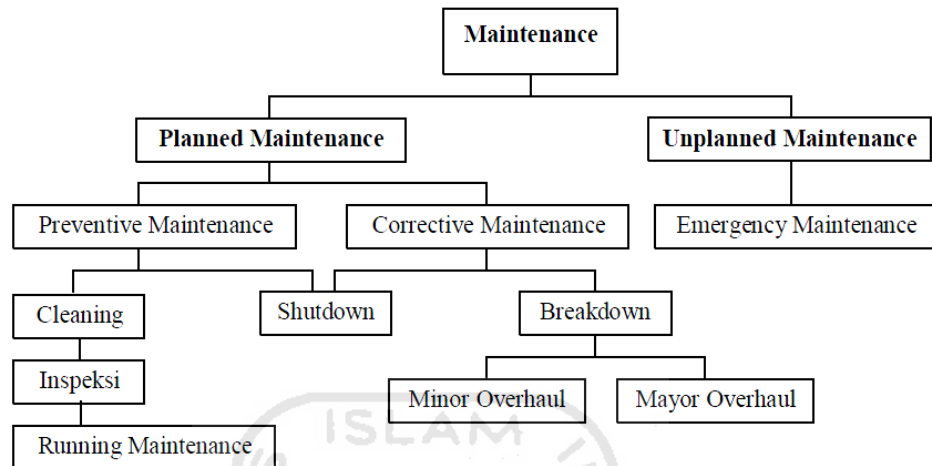 Maintenance
Planned Maintenance
Unplanned Maintenance
Preventive Maintenance
Corrective Maintenance
Emergency Maintenance
Cleaning
Shutdown
Breakdown
Inspeksi
Minor Overhaul
Mayor Overhaul
Running Maintenance
ISLAM